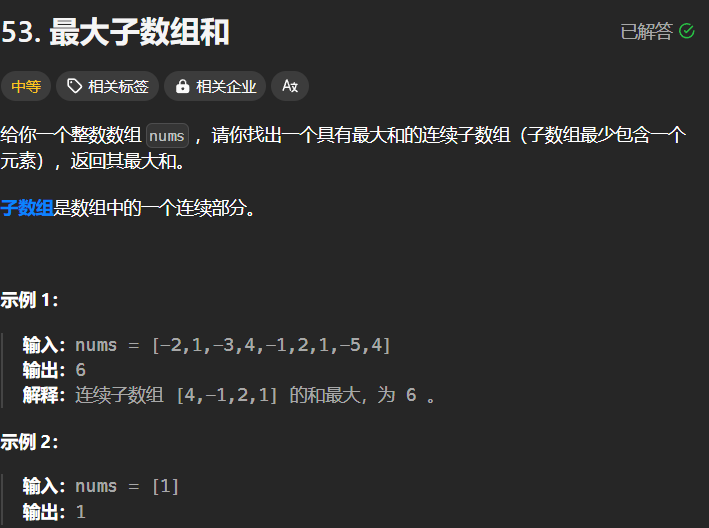 53. 最大子数组和
已解答
中等 相关标签 相关企业 Ax
给你一个整数数组 nums ，请你找出一个具有最大和的连续子数组（子数组最少包含一个
元素），返回其最大和。
子数组是数组中的一个连续部分。
示例 1：
输入：nums = [-2,1,-3,4,-1,2,1,-5,4]
输出：6
解释：连续子数组 [4,-1,2,1] 的和最大，为 6 。
示例 2：
输入：nums = [1]
输出：1